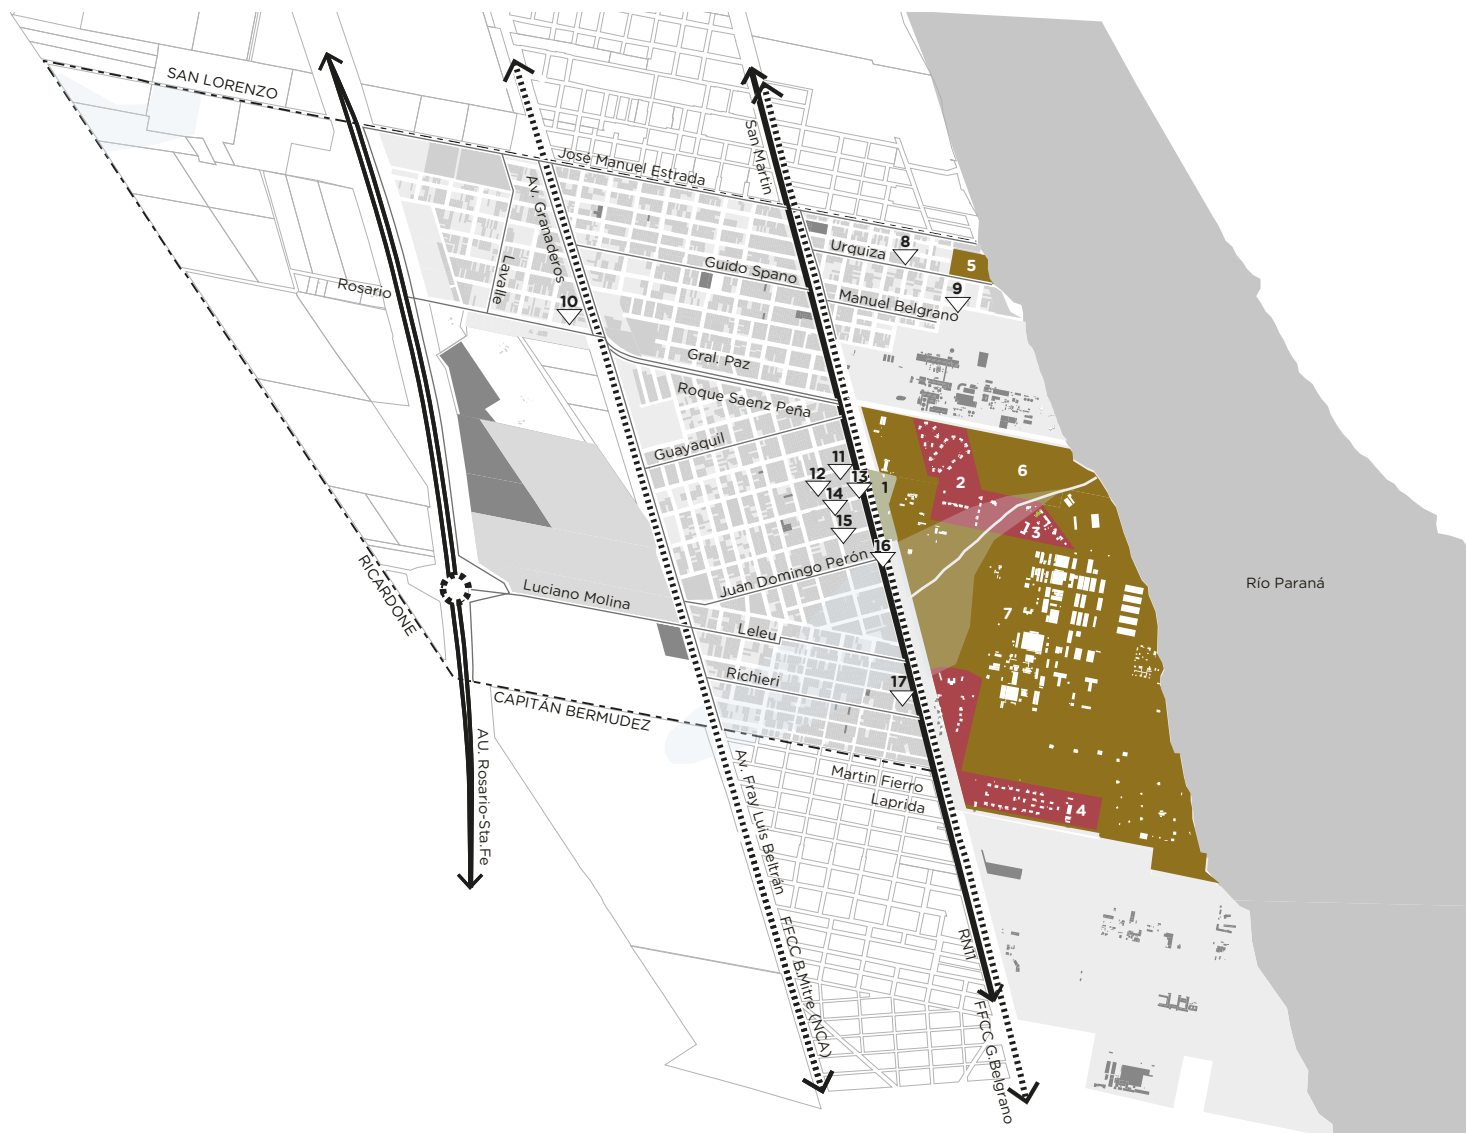 SAN LORENZO
San Martin
José Manuel Estrada
Av. Granaderos
Urquiza
8
5
Lavalle
Guido Spano
Rosario
9
10
Manuel Belgrano
Gral. Paz
Roque Saenz Peña
Guayaquil
11
6
12
13
1
2
14
15
3
16
RICARDONE
Juan Domingo Perón
Río Paraná
Luciano Molina
7
Leleu
Richieri
17
CAPITÁN BERMUDEZ
AU. Rosario-Sta.Fe
Av. Fray Luis Beltrán
Martin Fierro
Laprida
4
RN11
FFCC B.Mitre (NCA)
FFCC G.Belgrano